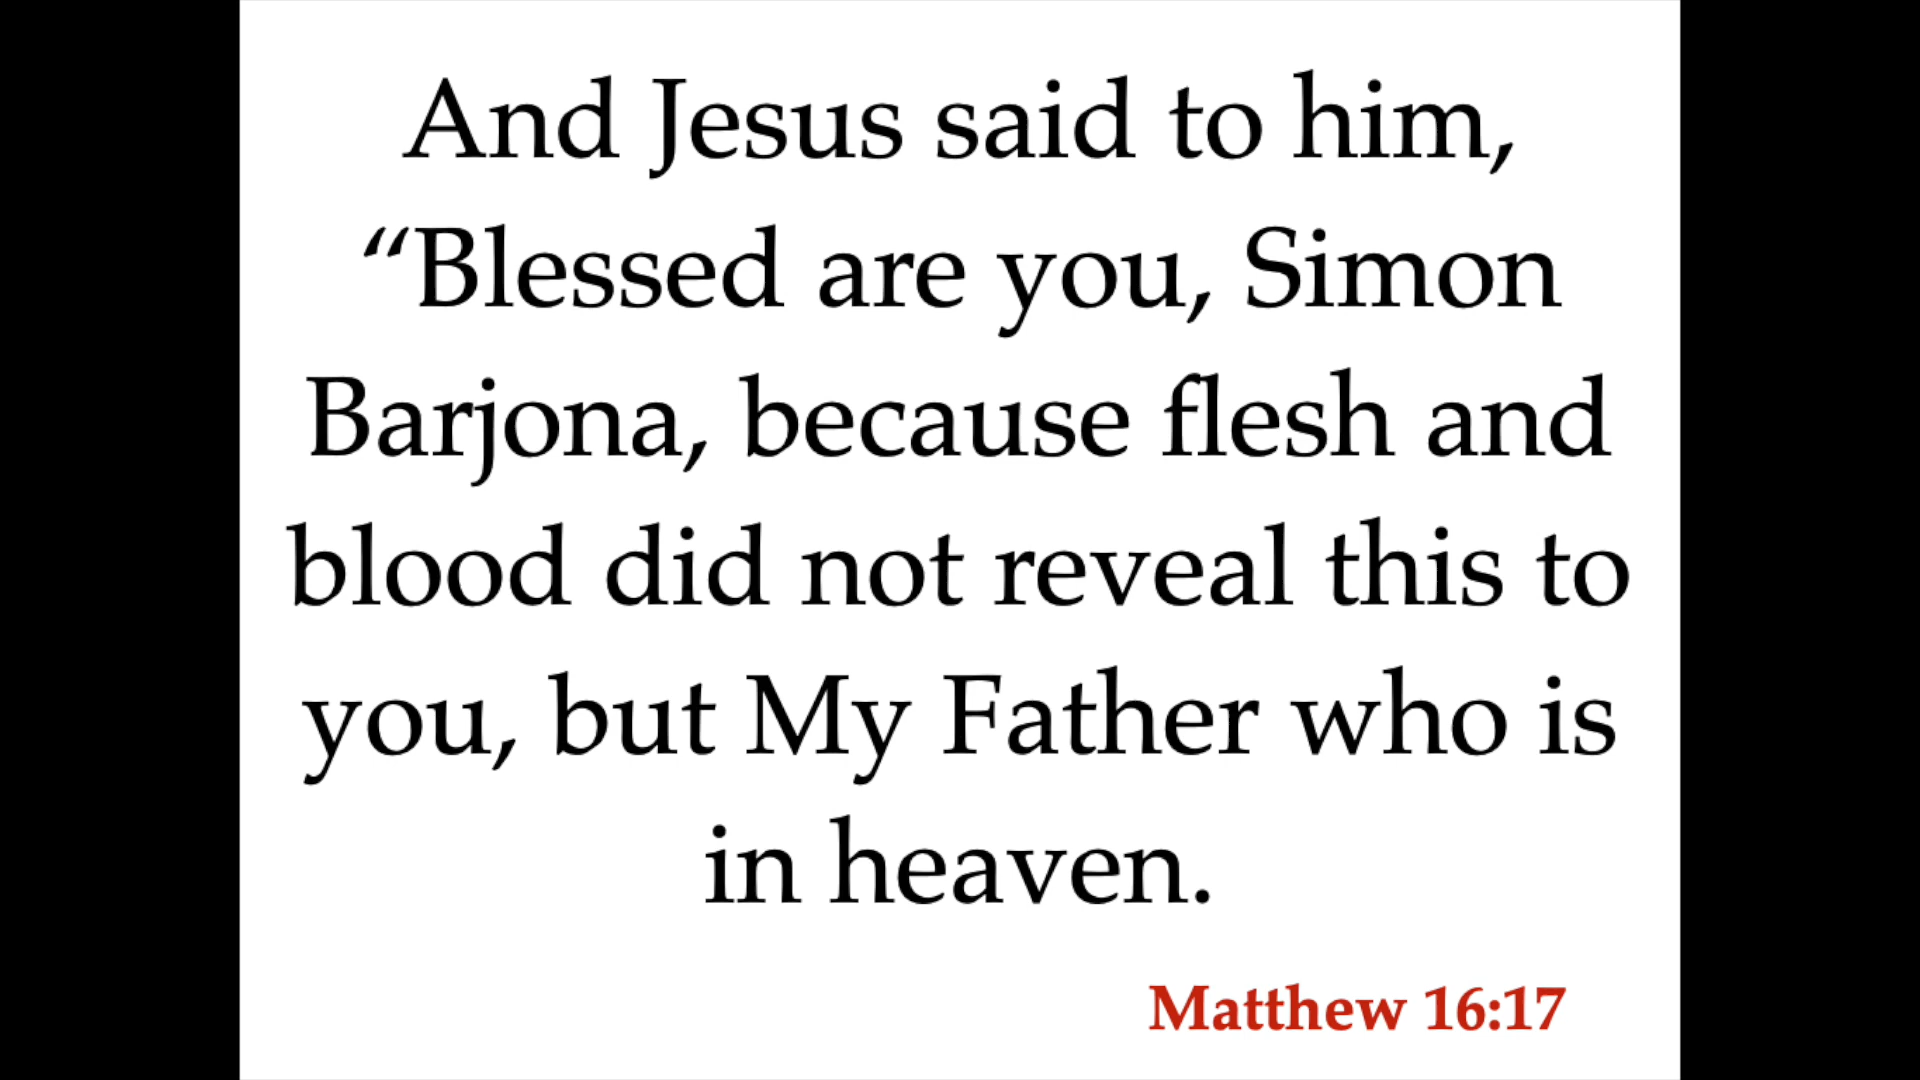 And Jesus said to him,
“Blessed are you, Simon
Barjona, because flesh and
blood did not reveal this to
you, but My Father who is
in heaven.
Matthew 16:17